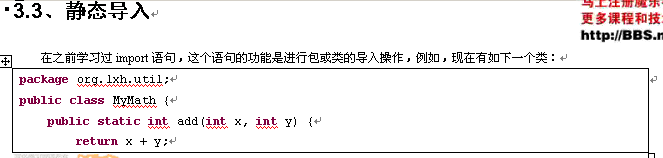 3.3、静态导入
更多课程和技
http://BBS.n
在之前学习过 import 语句，这个语句的功能是进行包或类的导入操作，例如，现在有如下一个类：
package org.lxh.util;
public class MyMath {
public static int add(int x, int y) {
return x + y;